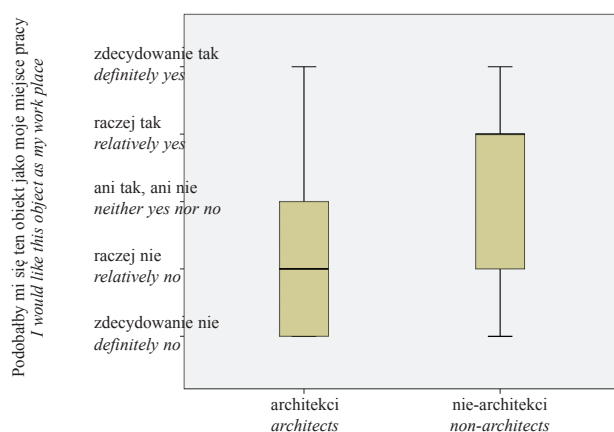 Podobałby mi się ten obiekt jako moje miejsce pracy
I would like this object as my work place
zdecydowanie tak
definitely yes
raczej tak
relatively yes
ani tak, ani nie
neither yes nor no
raczej nie
relatively no
zdecydowanie nie
definitely no
architekci
architects
nie-architekci
non-architects